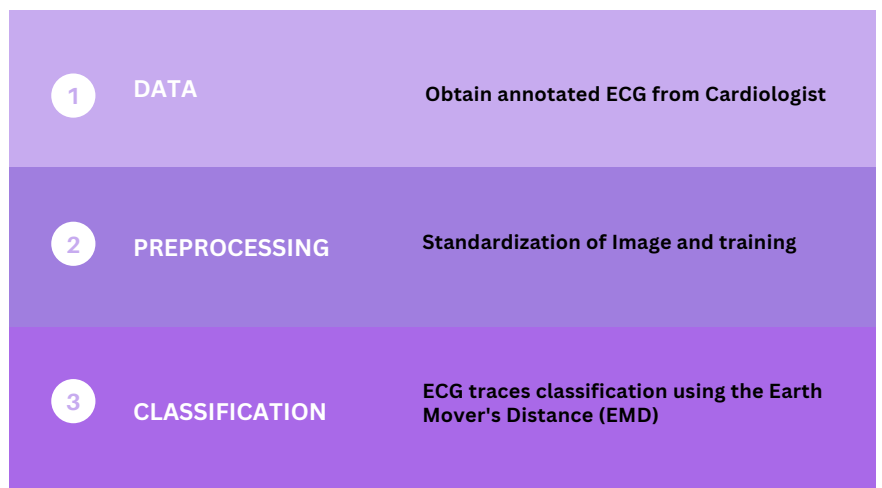 1
DATA
Obtain annotated ECG from Cardiologist
2
PREPROCESSING
Standardization of Image and training
3
CLASSIFICATION
ECG traces classification using the Earth
Mover's Distance (EMD)